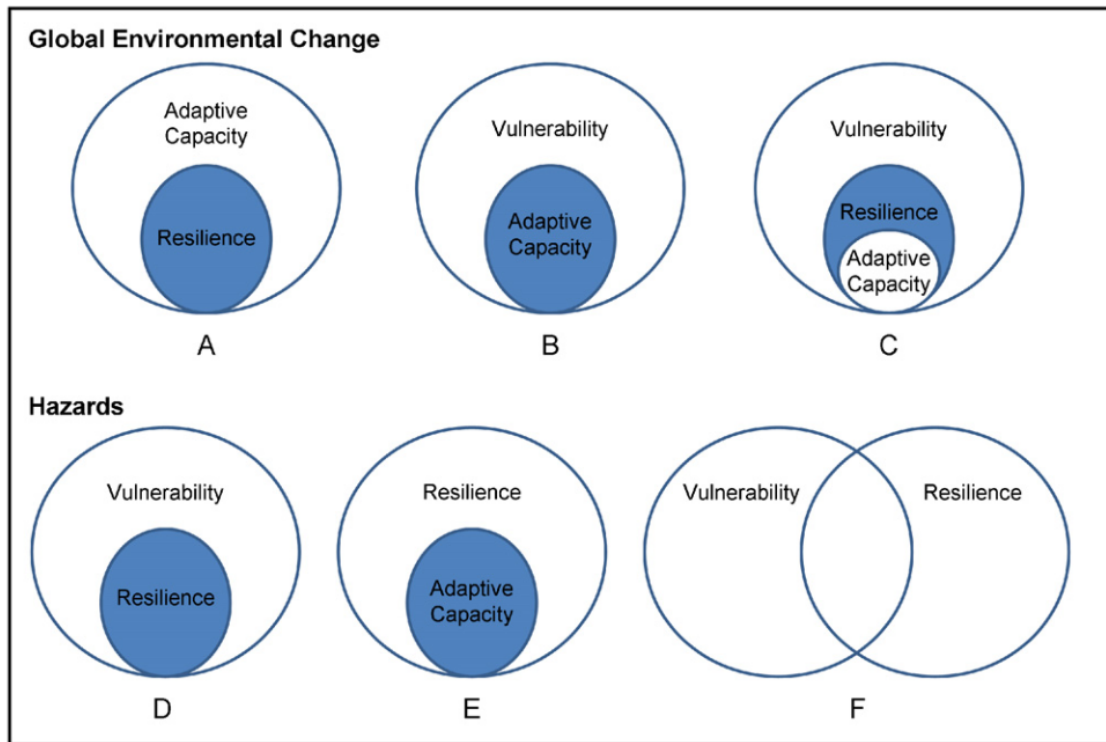 Global Environmental Change
Adaptive
Capacity
Resilience
A
Vulnerability
Adaptive
Capacity
B
Vulnerability
Resilience
Adaptive
Capacity
C
Hazards
Vulnerability
Resilience
D
Resilience
Adaptive
Capacity
E
Vulnerability
Resilience
F